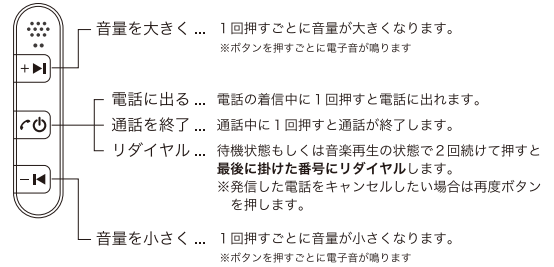 音量を大きく ... １回押すごとに音量が大きくなります。
※ボタンを押すごとに電子音が鳴ります
電話に出る ... 電話の着信中に１回押すと電話に出れます。
通話を終了 ... 通話中に１回押すと通話が終了します。
リダイヤル ... 待機状態もしくは音楽再生の状態で２回続けて押すと
最後に掛けた番号にリダイヤルします。
※発信した電話をキャンセルしたい場合は再度ボタン
を押します。
音量を小さく ... １回押すごとに音量が小さくなります。
※ボタンを押すごとに電子音が鳴ります